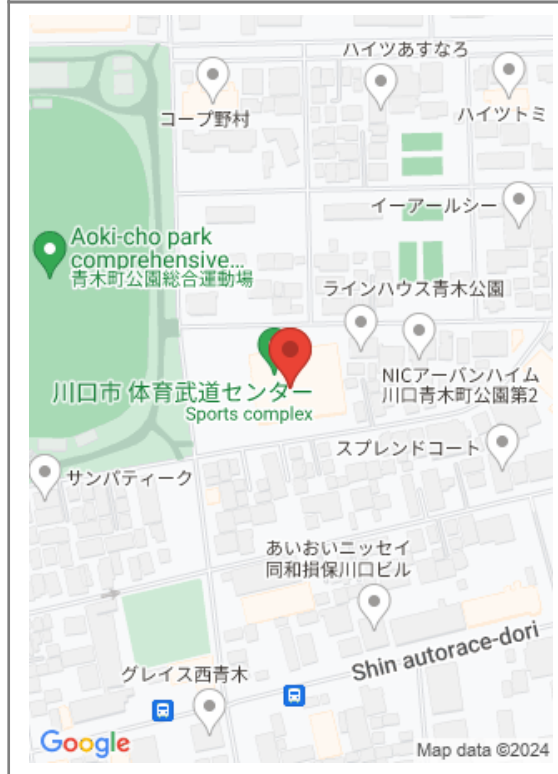 ハイツあすなろ
コープ野村
ハイツトミ
イーアールシー
Aoki-cho park
comprehensive...
青木町公園総合運動場
ラインハウス青木公園
川口市 体育武道センター
Sports complex
NICアーバンハイム
川口青木町公園第2
スプレンドコート
サンパティーク
あいおいニッセイ
同和損保川口ビル
Shin autorace-dori
グレイス西青木
Google
Map data ©2024